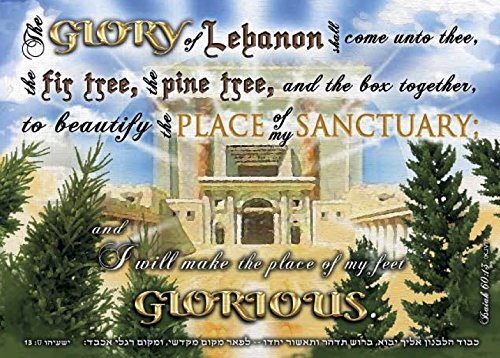 The GLORY of Lebanon shall come unto thee,
the fir tree, the pine tree, and the box together,
to beautify the PLACE of my SANCTUARY;
and
I will make the place of my feet
GLORIOUS.
Isaiah 60:13
כבוד הלבנון אליך יבוא, ברוש תדהר ותאשור יחדו -- לפאר מקום מקדשי, ומקום רגלי אכבד: ישעיהו ס: 13